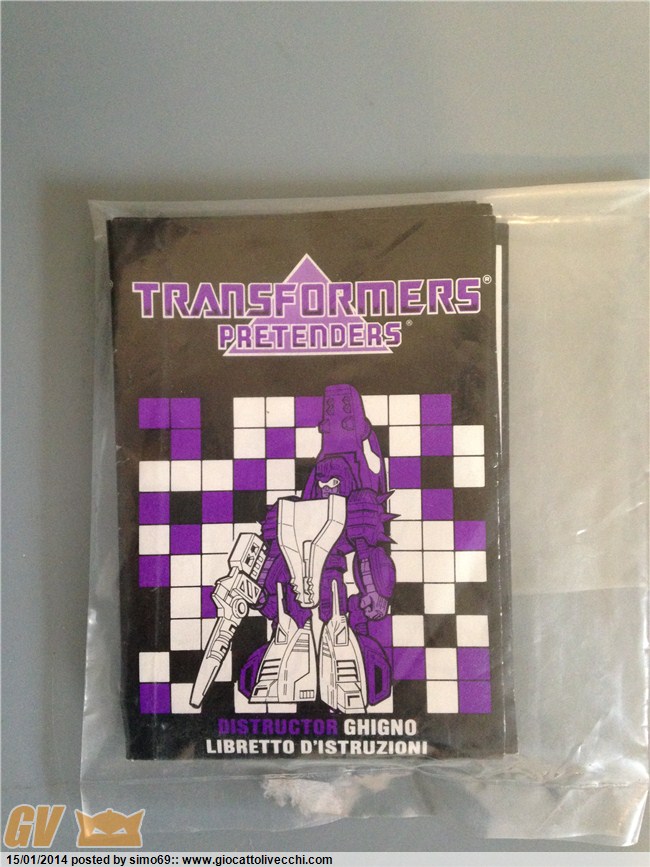 TRANSFORMERS®
PRETENDERS®
DISTRUCTOR GHIGNO
LIBRETTO D'ISTRUZIONI
GV
15/01/2014 posted by simo69:: www.giocattolivecchi.com